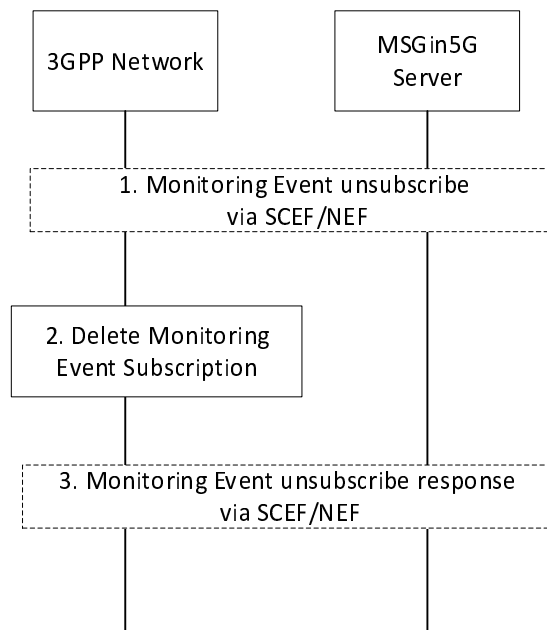 3GPP Network
MSGin5G
Server
1. Monitoring Event unsubscribe
via SCEF/NEF
2. Delete Monitoring
Event Subscription
3. Monitoring Event unsubscribe response
via SCEF/NEF